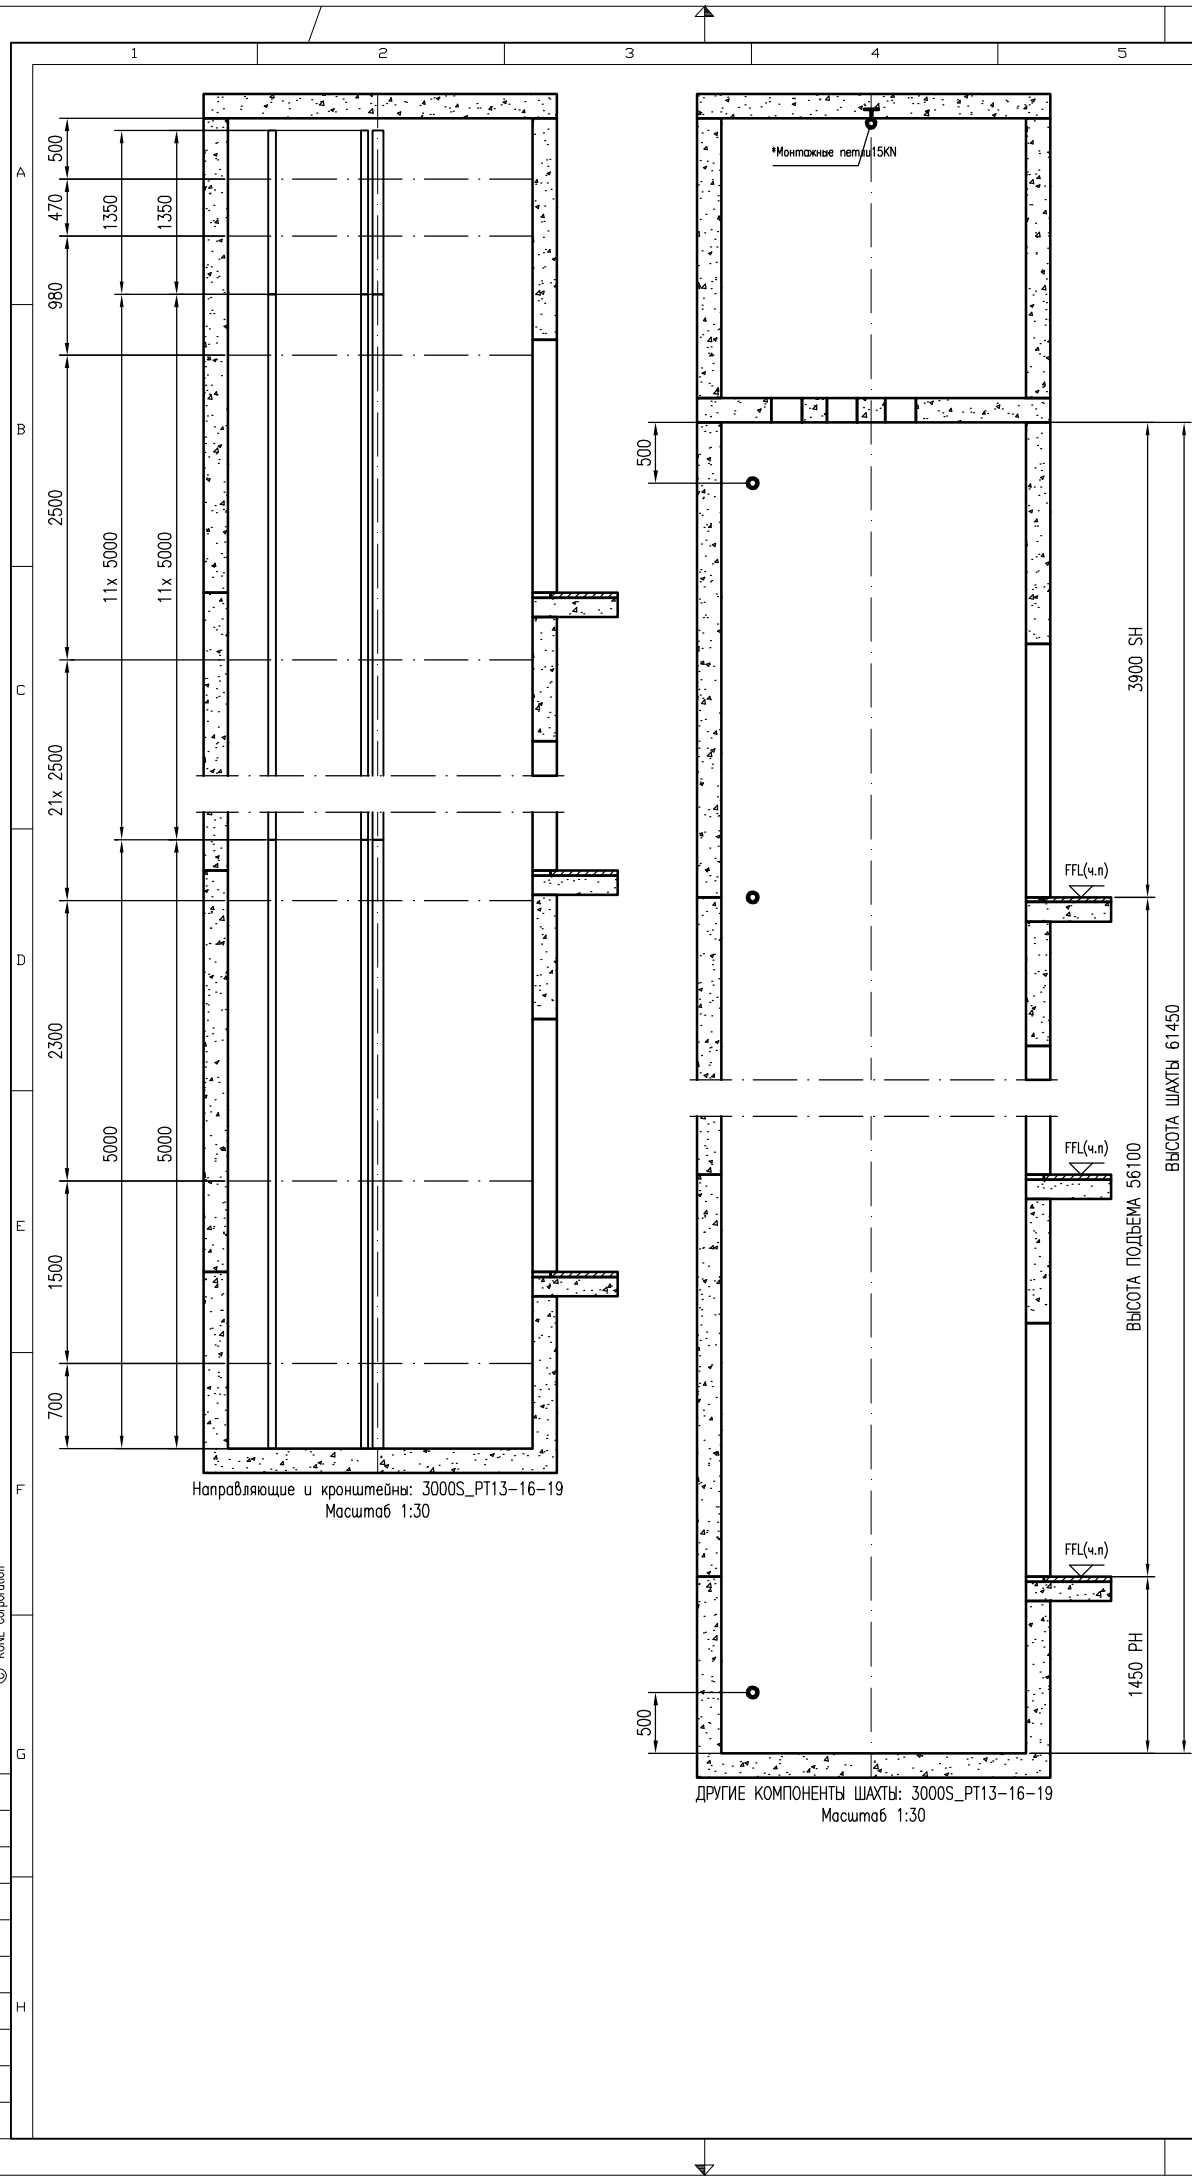 1
2
3
4
5
A
B
C
D
E
F
G
H
500
470
980
2500
21x 2500
2300
1500
700
1350
11x 5000
5000
1350
11x 5000
5000
Направляющие и кронштейны: 3000S_PT13-16-19
Масштаб 1:30
*Монтажные петли15KN
500
500
3900 SH
FFL(ч.п)
ВЫСОТА ПОДЪЕМА 56100
ВЫСОТА ШАХТЫ 61450
FFL(ч.п)
FFL(ч.п)
1450 PH
ДРУГИЕ КОМПОНЕНТЫ ШАХТЫ: 3000S_PT13-16-19
Масштаб 1:30
© KONE Corporation